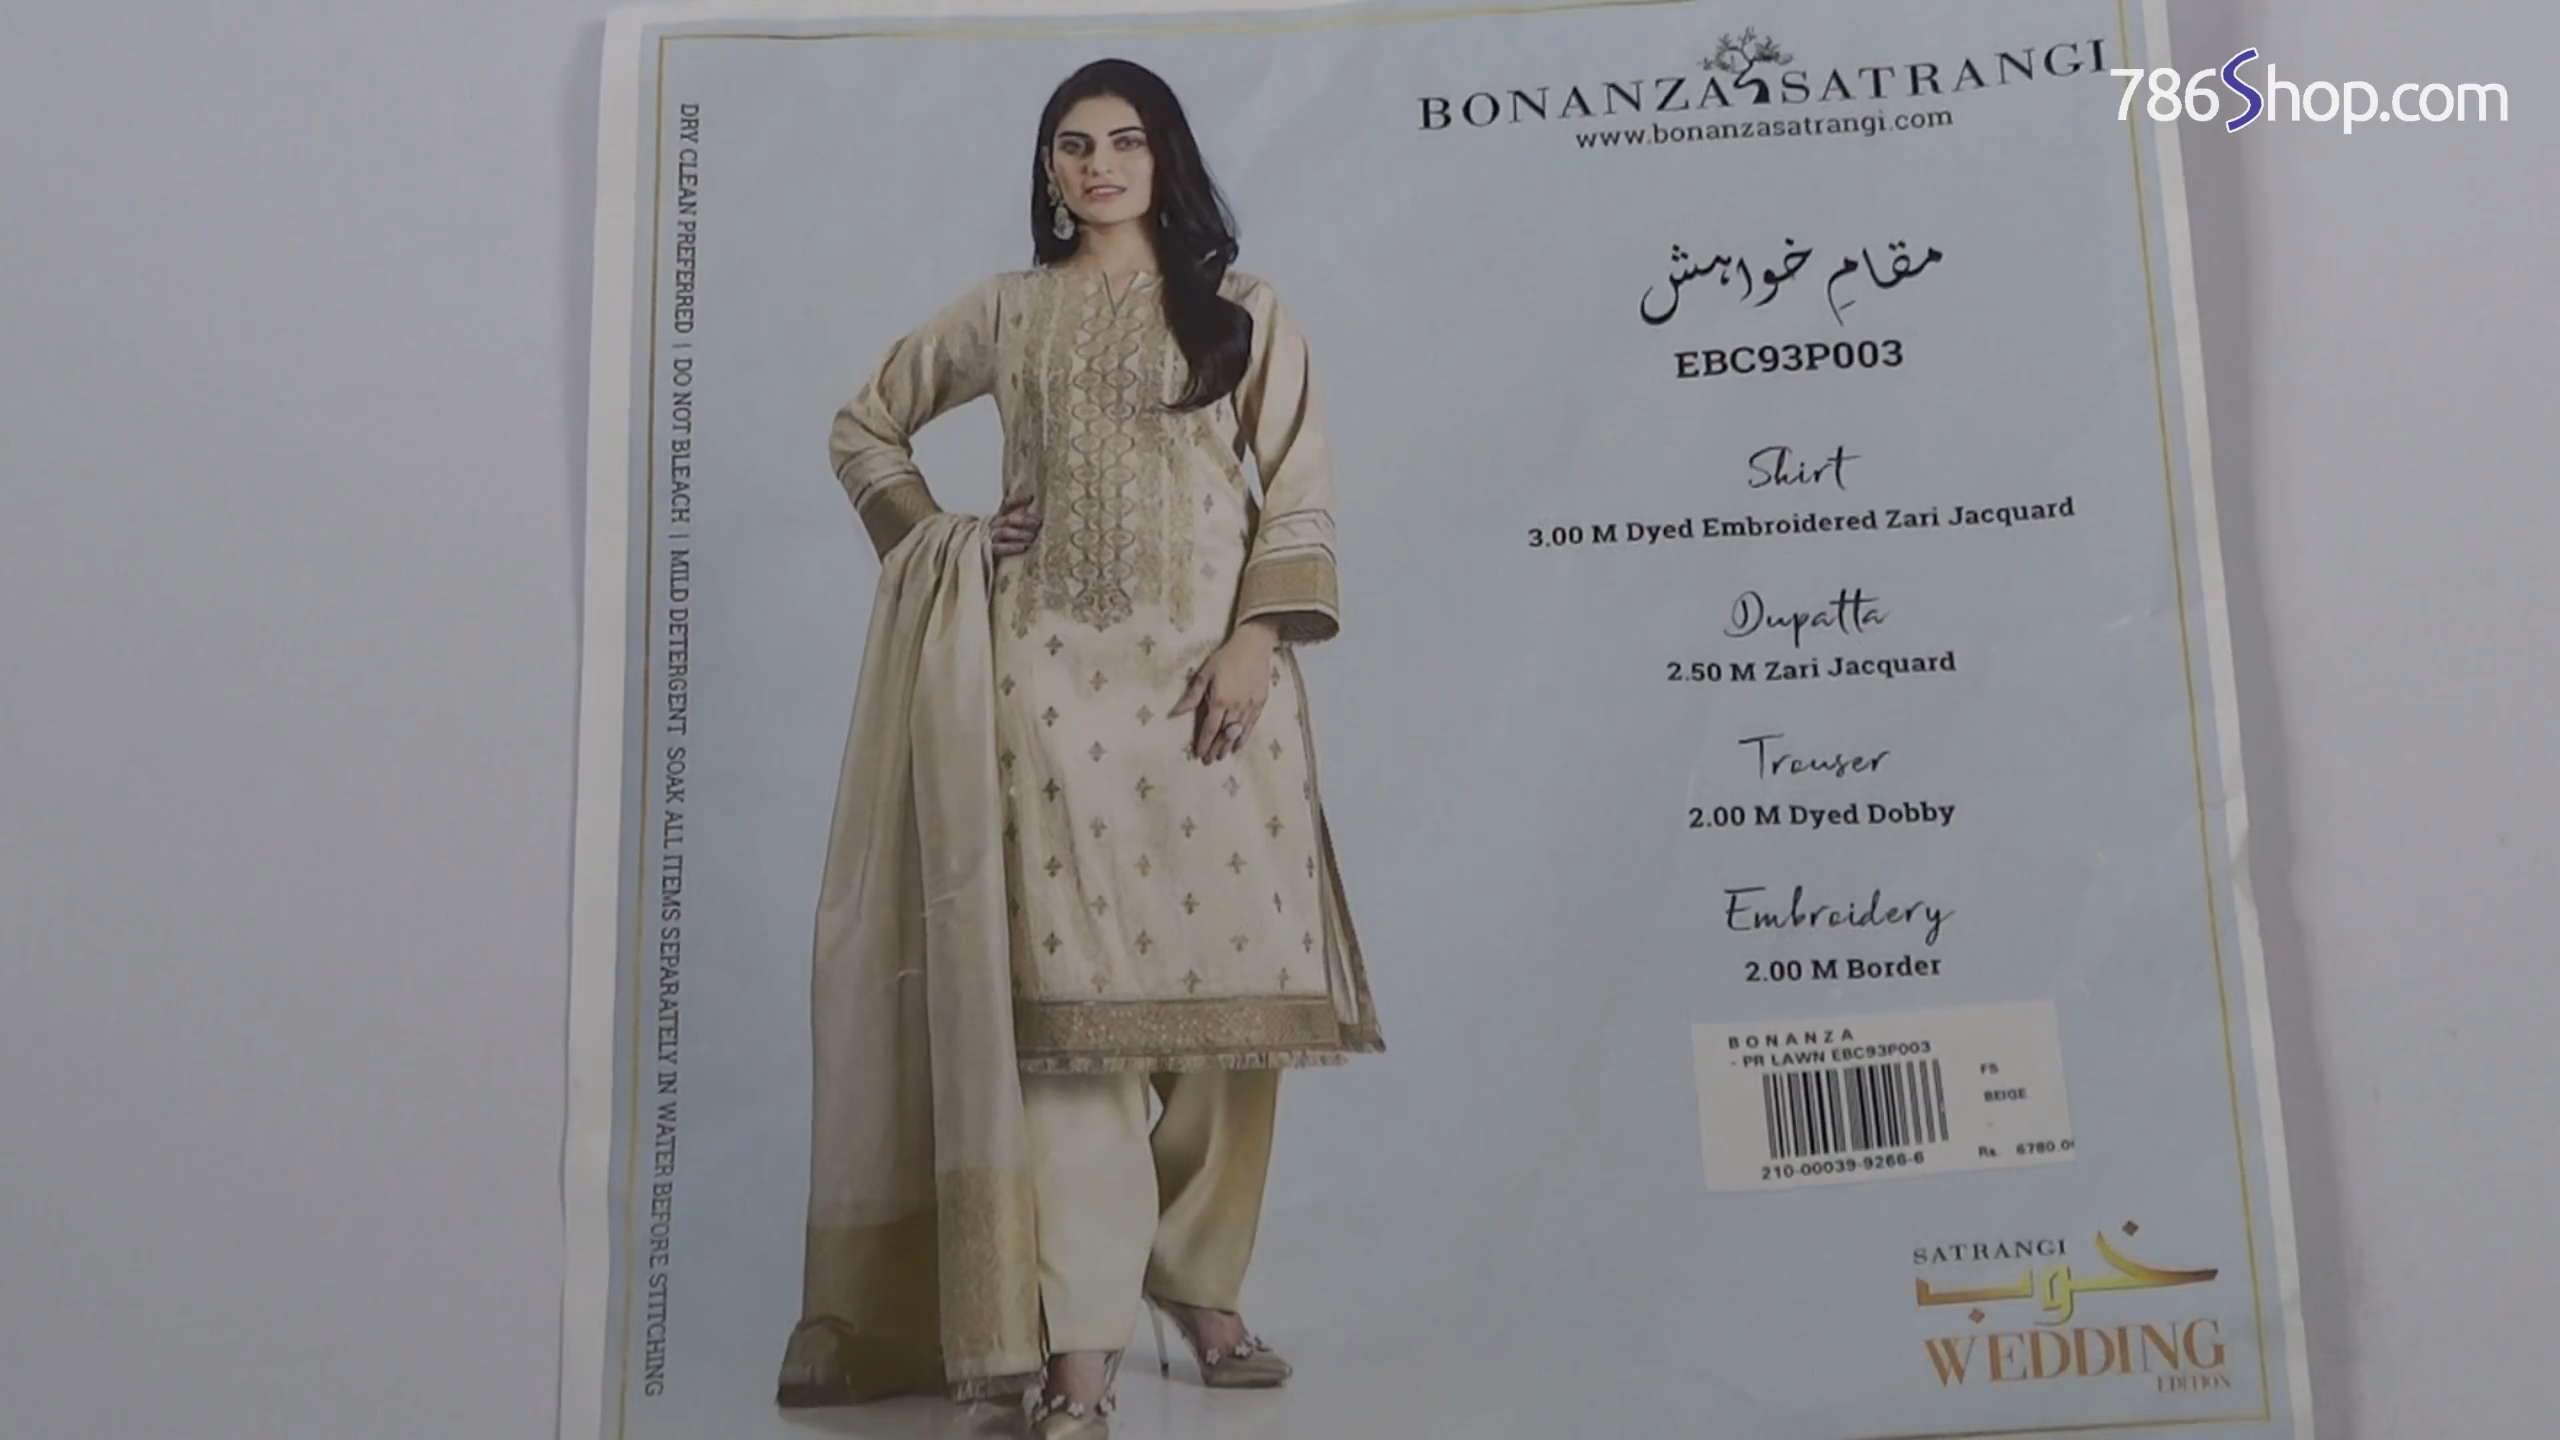 BONANZA SATRANGI
www.bonanzasatrangi.com
786Shop.com
مقامِ خواہش
EBC93P003
Shirt
3.00 M Dyed Embroidered Zari Jacquard
Dupatta
2.50 M Zari Jacquard
Trouser
2.00 M Dyed Dobby
Embroidery
2.00 M Border
BONANZA
- PR LAWN EBC93P003
FS
BEIGE
-
210-00039-9266-6
Rs. 6780.0
SATRANGI
خوب
WEDDING
EDITION
DRY CLEAN PREFERRED | DO NOT BLEACH | MILD DETERGENT SOAK ALL ITEMS SEPARATELY IN WATER BEFORE STITCHING